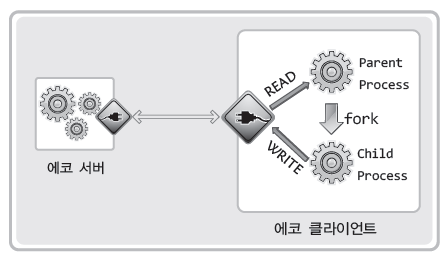 READ
Parent
Process
fork
WRITE
Child
Process
에코 서버
에코 클라이언트